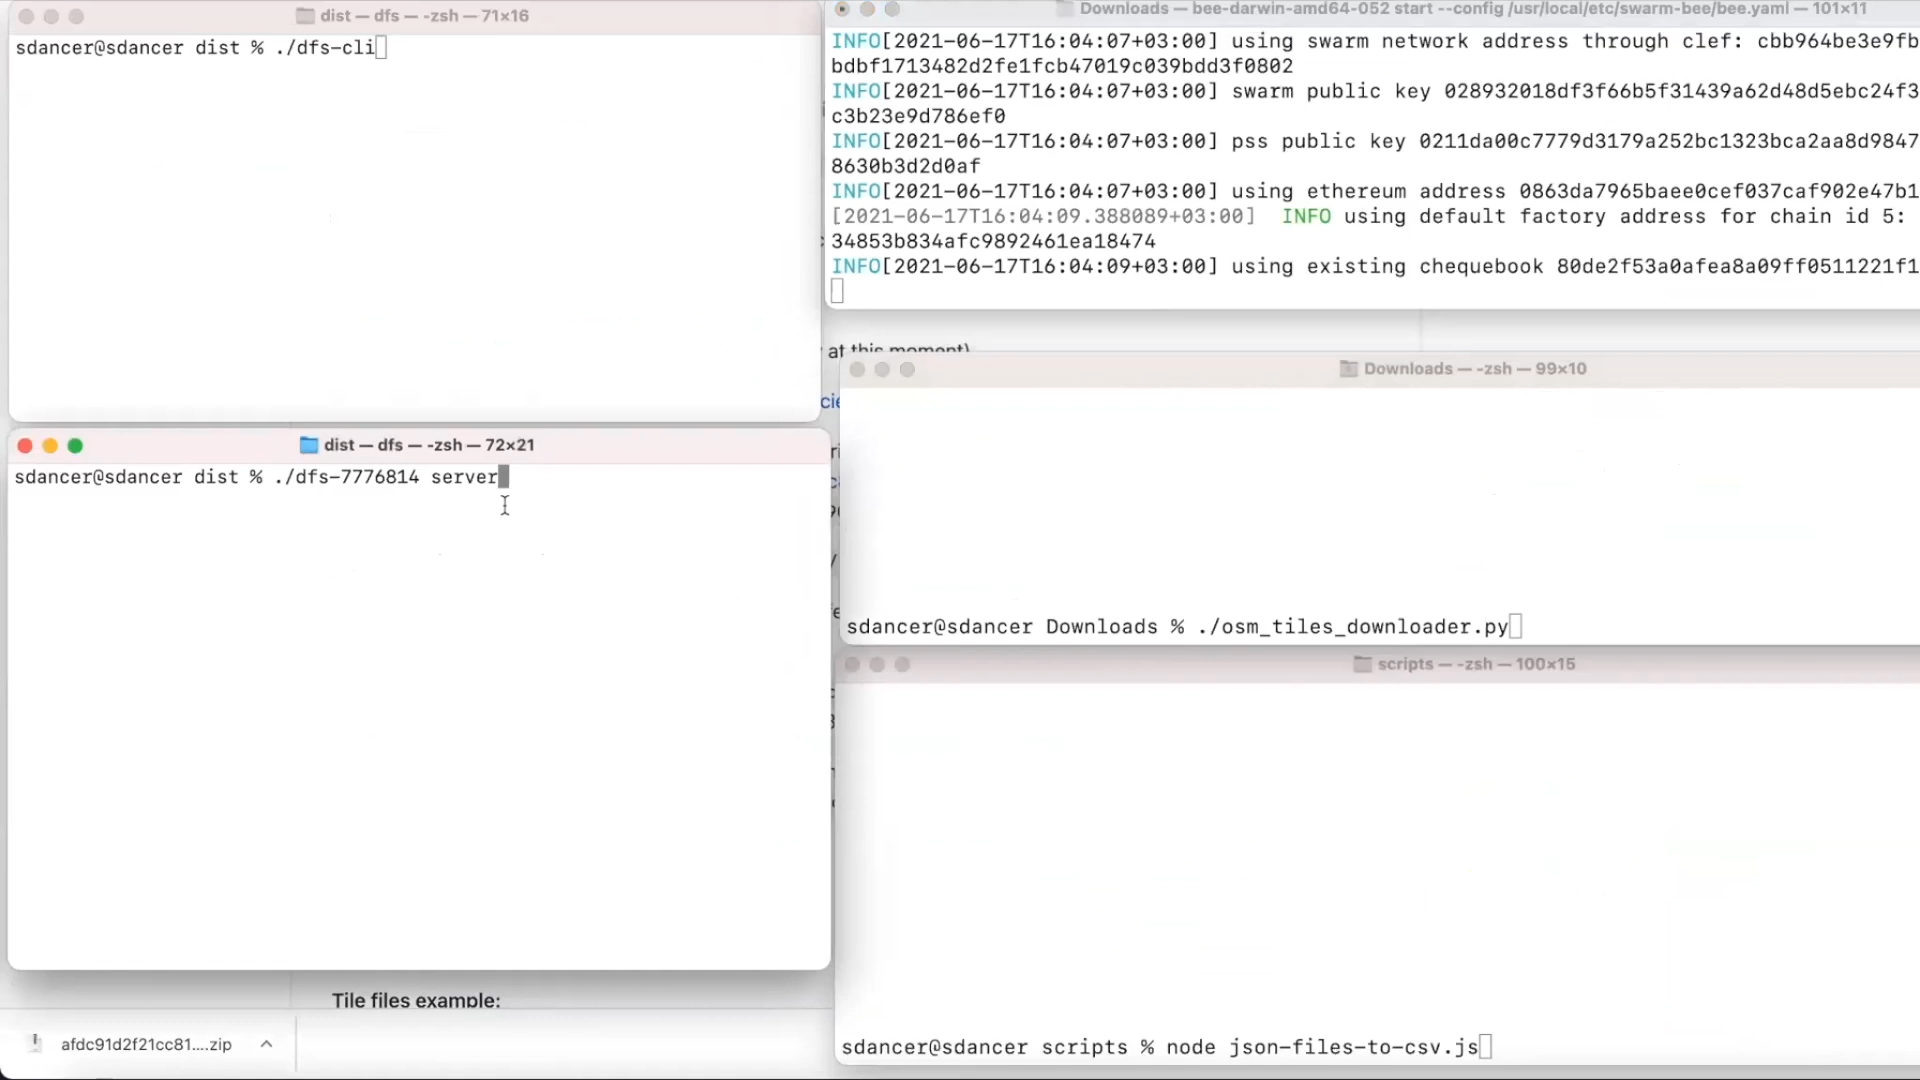 dist — dfs — -zsh — 71×16
sdancer@sdancer dist % ./dfs-cli
Downloads — bee-darwin-amd64-052 start --config /usr/local/etc/swarm-bee/bee.yaml — 101×11
INFO[2021-06-17T16:04:07+03:00] using swarm network address through clef: cbb964be3e9fb
bdbf1713482d2fe1fcb47019c039bdd3f0802
INFO[2021-06-17T16:04:07+03:00] swarm public key 028932018df3f66b5f31439a62d48d5ebc24f3
c3b23e9d786ef0
INFO[2021-06-17T16:04:07+03:00] pss public key 0211da00c7779d3179a252bc1323bca2aa8d9847
8630b3d2d0af
INFO[2021-06-17T16:04:07+03:00] using ethereum address 0863da7965baee0cef037caf902e47b1
[2021-06-17T16:04:09.388089+03:00] INFO using default factory address for chain id 5:
34853b834afc9892461ea18474
INFO[2021-06-17T16:04:09+03:00] using existing chequebook 80de2f53a0afea8a09ff0511221f1
at this moment)
dist — dfs — -zsh — 72×21
sdancer@sdancer dist % ./dfs-7776814 server
Downloads — -zsh — 99×10
sdancer@sdancer Downloads % ./osm_tiles_downloader.py
scripts — -zsh — 100×15
sdancer@sdancer scripts % node json-files-to-csv.js
Tile files example:
afdc91d2f21cc81....zip